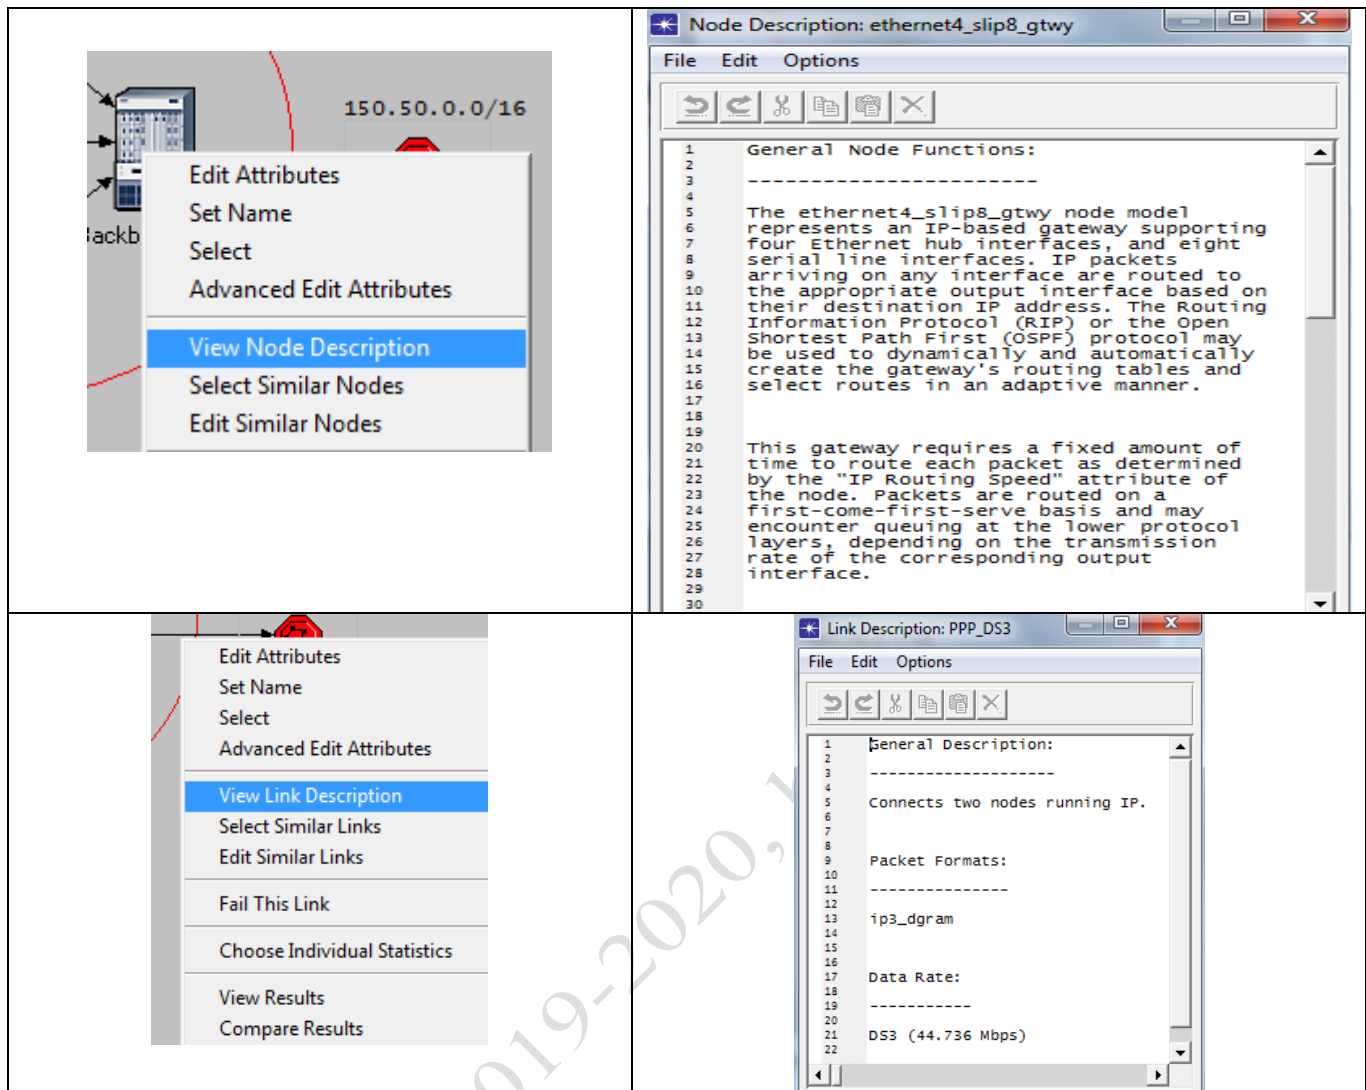 150.50.0.0/16
ackb
Edit Attributes
Set Name
Select
Advanced Edit Attributes
View Node Description
Select Similar Nodes
Edit Similar Nodes
Node Description: ethernet4_slip8_gtwy
File Edit Options
1 General Node Functions:
2
3 ------------------------
4
5 The ethernet4_slip8_gtwy node model
6 represents an IP-based gateway supporting
7 four Ethernet hub interfaces, and eight
8 serial line interfaces. IP packets
9 arriving on any interface are routed to
10 the appropriate output interface based on
11 their destination IP address. The Routing
12 Information Protocol (RIP) or the Open
13 Shortest Path First (OSPF) protocol may
14 be used to dynamically and automatically
15 create the gateway's routing tables and
16 select routes in an adaptive manner.
17
18
19
20 This gateway requires a fixed amount of
21 time to route each packet as determined
22 by the "IP Routing Speed" attribute of
23 the node. Packets are routed on a
24 first-come-first-serve basis and may
25 encounter queuing at the lower protocol
26 layers, depending on the transmission
27 rate of the corresponding output
28 interface.
29
30
Edit Attributes
Set Name
Select
Advanced Edit Attributes
View Link Description
Select Similar Links
Edit Similar Links
Fail This Link
Choose Individual Statistics
View Results
Compare Results
Link Description: PPP_DS3
File Edit Options
1 General Description:
2
3 --------------------
4
5 Connects two nodes running IP.
6
7
8
9 Packet Formats:
10
11 ---------------
12
13 ip3_dgram
14
15
16
17 Data Rate:
18
19 -----------
20
21 DS3 (44.736 Mbps)
22
019-2020,